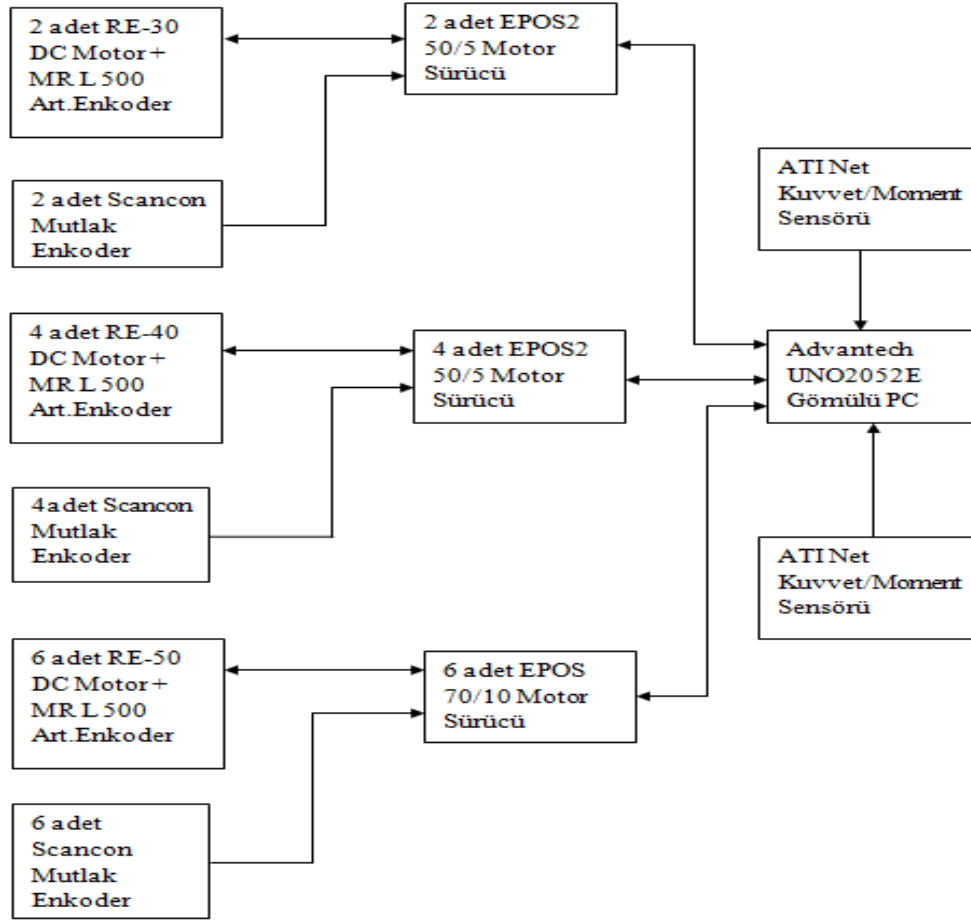 2 adet RE-30
DC Motor +
MR L 500
Art.Enkoder
2 adet EPOS2
50/5 Motor
Sürücü
2 adet Scancon
Mutlak
Enkoder
ATI Net
Kuvvet/Moment
Sensörü
4 adet RE-40
DC Motor +
MR L 500
Art.Enkoder
4 adet EPOS2
50/5 Motor
Sürücü
Advantech
UNO2052E
Gömülü PC
4 adet Scancon
Mutlak
Enkoder
ATI Net
Kuvvet/Moment
Sensörü
6 adet RE-50
DC Motor +
MR L 500
Art.Enkoder
6 adet EPOS
70/10 Motor
Sürücü
6 adet
Scancon
Mutlak
Enkoder